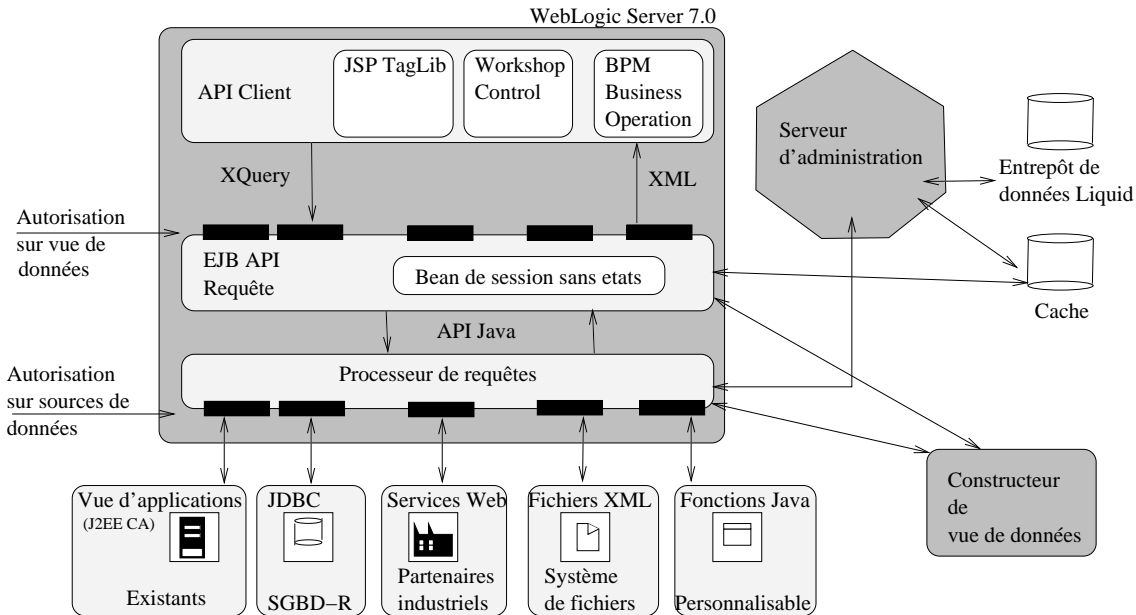 WebLogic Server 7.0
API Client
JSP TagLib
Workshop
Control
BPM
Business
Operation
XQuery
XML
Serveur
d'administration
Entrepôt de
données Liquid
Cache
Autorisation
sur vue de
données
EJB API
Requête
Bean de session sans etats
API Java
Processeur de requêtes
Autorisation
sur sources de
données
Vue d'applications
(J2EE CA)
Existants
JDBC
SGBD−R
Services Web
Partenaires
industriels
Fichiers XML
Système
de fichiers
Fonctions Java
Personnalisable
Constructeur
de
vue de données